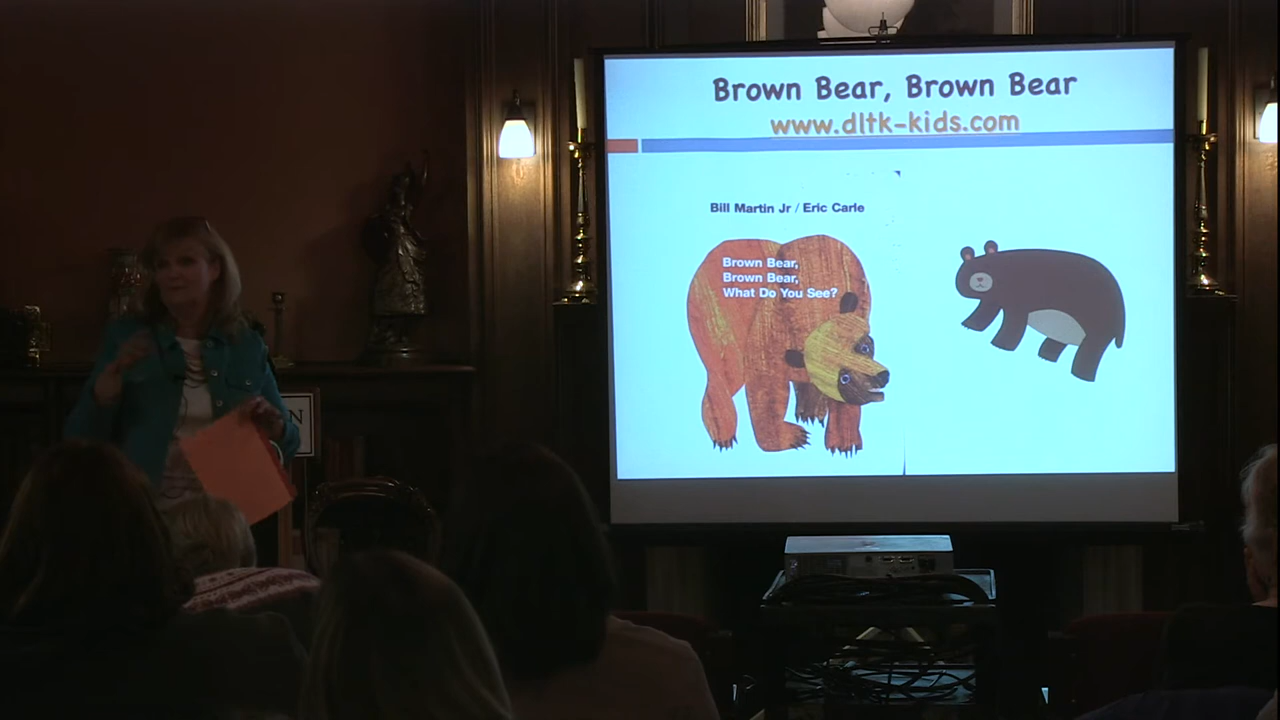 Brown Bear, Brown Bear
www.dltk-kids.com
Bill Martin Jr / Eric Carle
Brown Bear,
Brown Bear,
What Do You See?
N